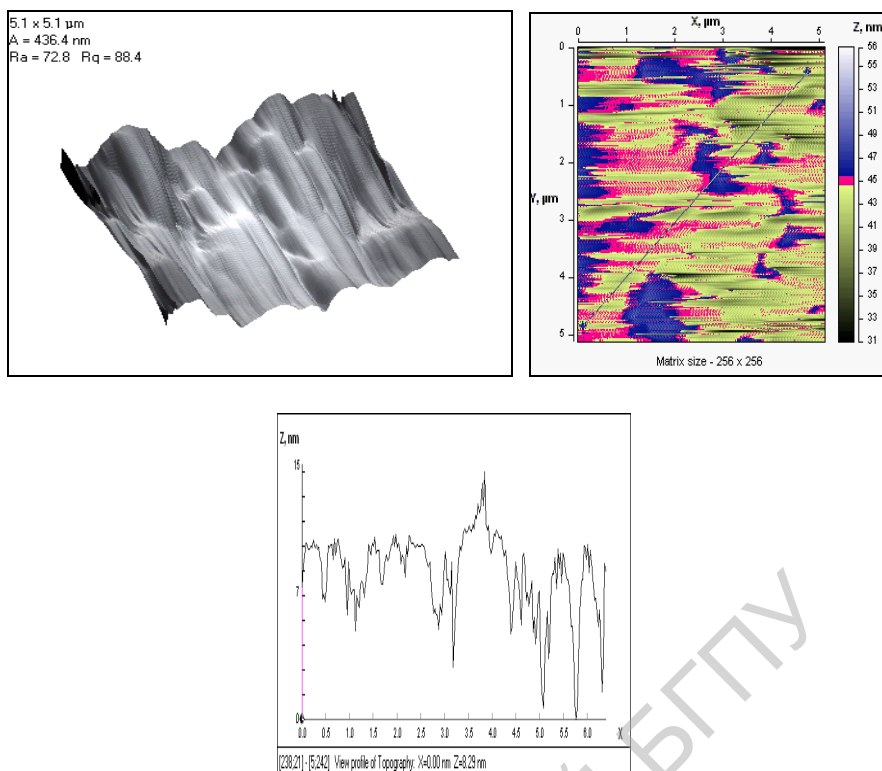 5.1 x 5.1 µm
A = 436.4 nm
Ra = 72.8 Rq = 88.4
X, µm
Z, nm
0 1 2 3 4 5
0
1
2
3
4
5
Y, µm
56
55
53
51
49
47
45
43
41
39
37
35
33
31
Matrix size - 256 x 256
Z, nm
15
7
0
0.0 0.5 1.0 1.5 2.0 2.5 3.0 3.5 4.0 4.5 5.0 5.5 6.0 X
[238;21] - [5;242] View profile of Topography: X=0.00 nm Z=8.29 nm
БГПУ